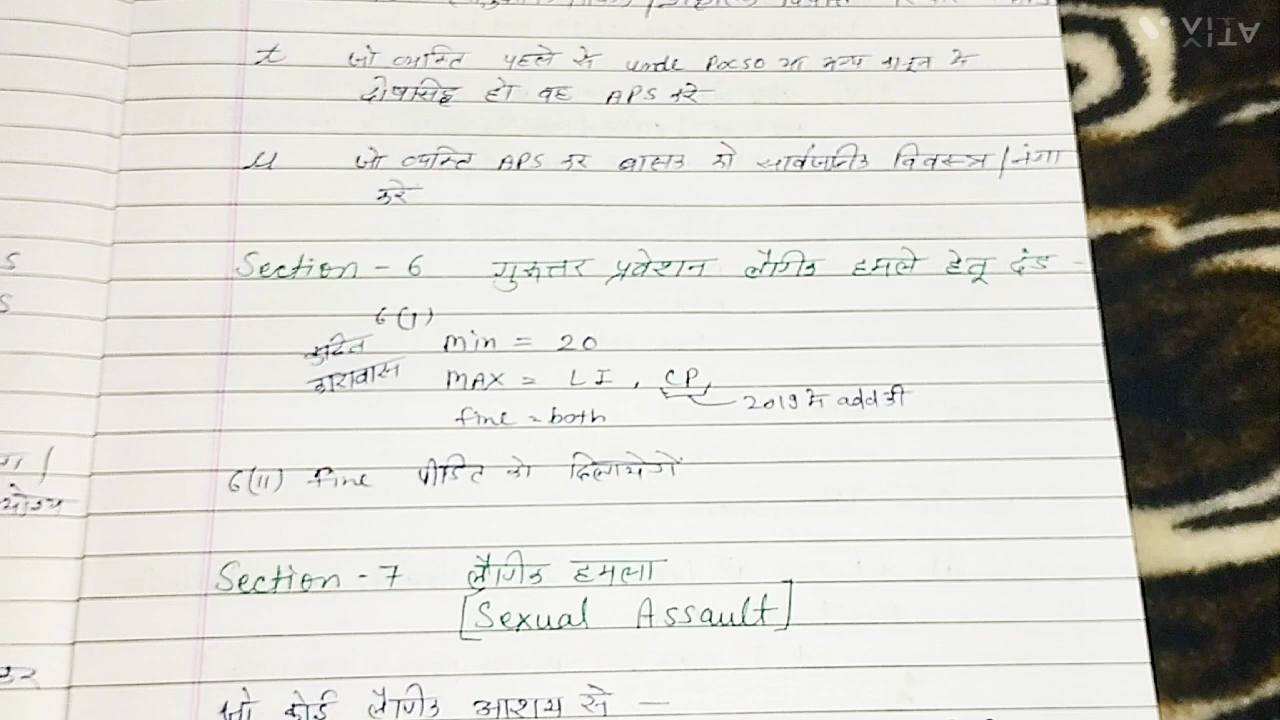 t जो व्यक्ति पहले से unde POCSO या अन्य कानून मे
दोषसिद्ध हो वह APS करे
u जो व्यक्ति APS कर बालक को सार्वजनिक विवस्त्र / नंगा
करे
Section - 6 गुरुत्तर प्रवेशन लैंगिक हमले हेतू दंड -
6(I)
कठिन min = 20
कारावास MAX = LI, CP,
2019 मे add की
fine = both
6(II) fine पीडित को दिलायेगें
Section - 7 लैंगिक हमला
[Sexual Assault]
जो कोई लैंगिक आशय से —
VITA